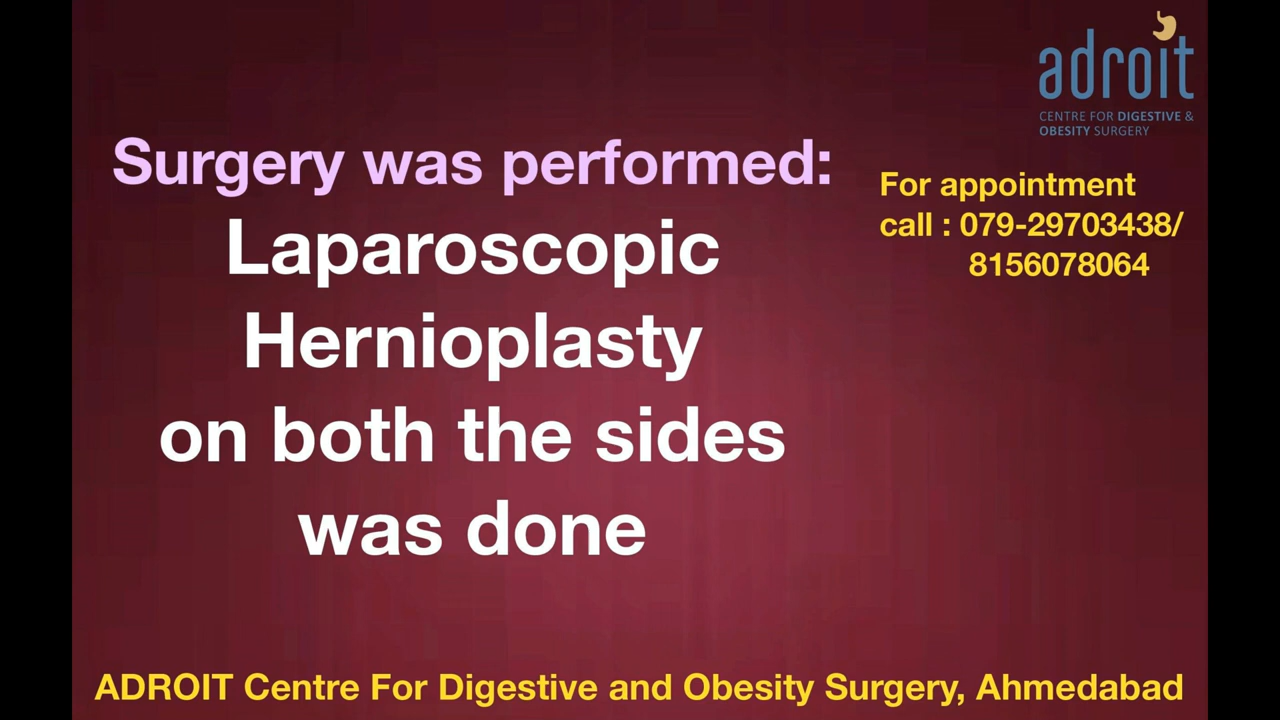 adroit
CENTRE FOR DIGESTIVE &
OBESITY SURGERY
Surgery was performed:
Laparoscopic
Hernioplasty
on both the sides
was done
For appointment
call : 079-29703438/
8156078064
ADROIT Centre For Digestive and Obesity Surgery, Ahmedabad